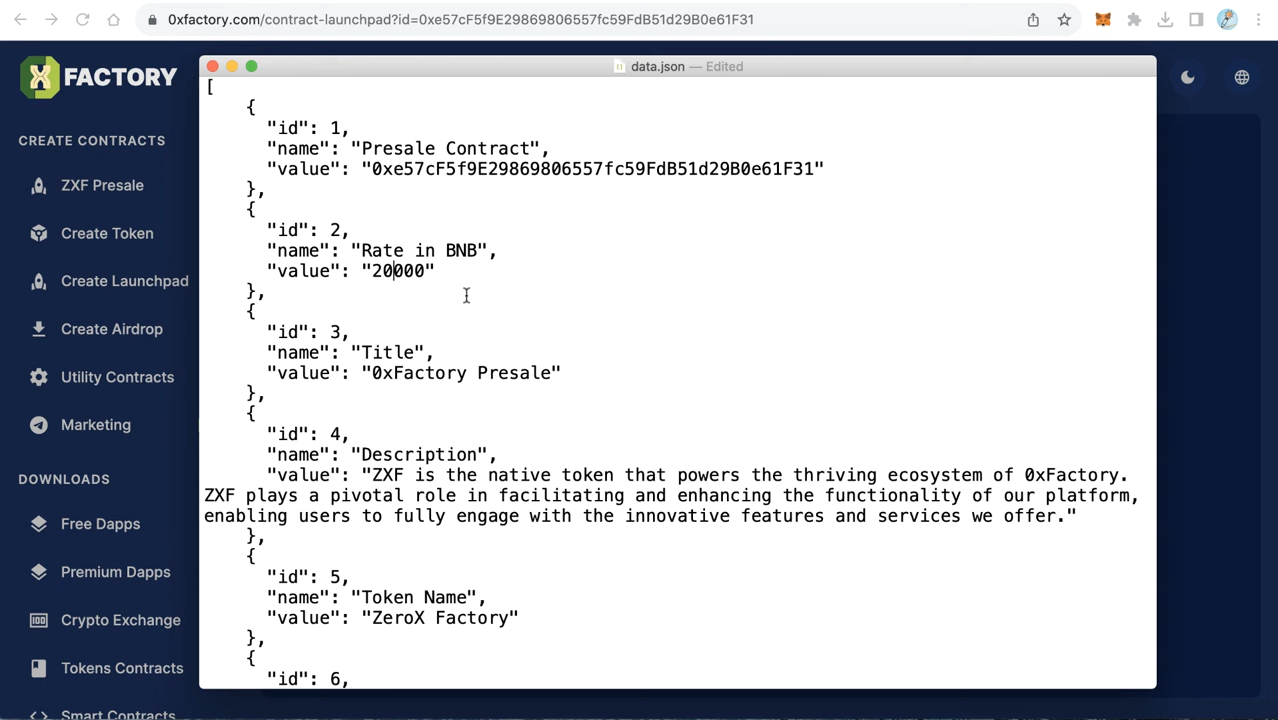 0xfactory.com/contract-launchpad?id=0xe57cF5f9E29869806557fc59FdB51d29B0e61F31
X FACTORY
CREATE CONTRACTS
ZXF Presale
Create Token
Create Launchpad
Create Airdrop
Utility Contracts
Marketing
DOWNLOADS
Free Dapps
Premium Dapps
Crypto Exchange
Tokens Contracts
Smart Contracts
data.json — Edited
[
{
"id": 1,
"name": "Presale Contract",
"value": "0xe57cF5f9E29869806557fc59FdB51d29B0e61F31"
},
{
"id": 2,
"name": "Rate in BNB",
"value": "20000"
},
{
"id": 3,
"name": "Title",
"value": "0xFactory Presale"
},
{
"id": 4,
"name": "Description",
"value": "ZXF is the native token that powers the thriving ecosystem of 0xFactory.
ZXF plays a pivotal role in facilitating and enhancing the functionality of our platform,
enabling users to fully engage with the innovative features and services we offer."
},
{
"id": 5,
"name": "Token Name",
"value": "ZeroX Factory"
},
{
"id": 6,